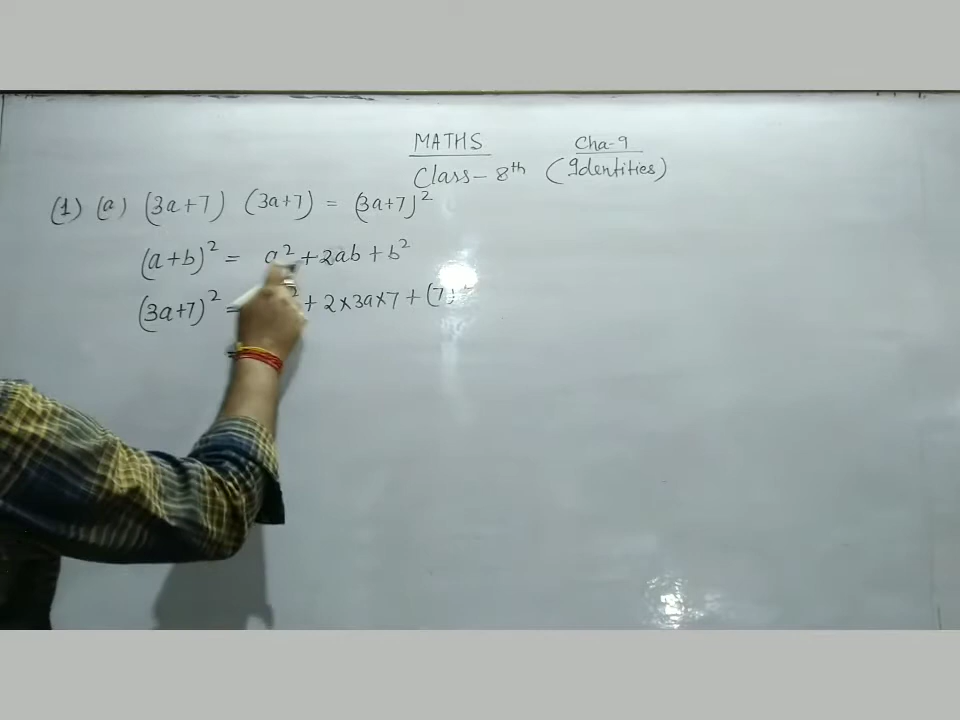 MATHS Cha-9
Class- 8th (Identities)
(1) (a) (3a+7) (3a+7) = (3a+7)²
(a+b)² = a² + 2ab + b²
(3a+7)² = ² + 2×3a×7 + (7)²
=